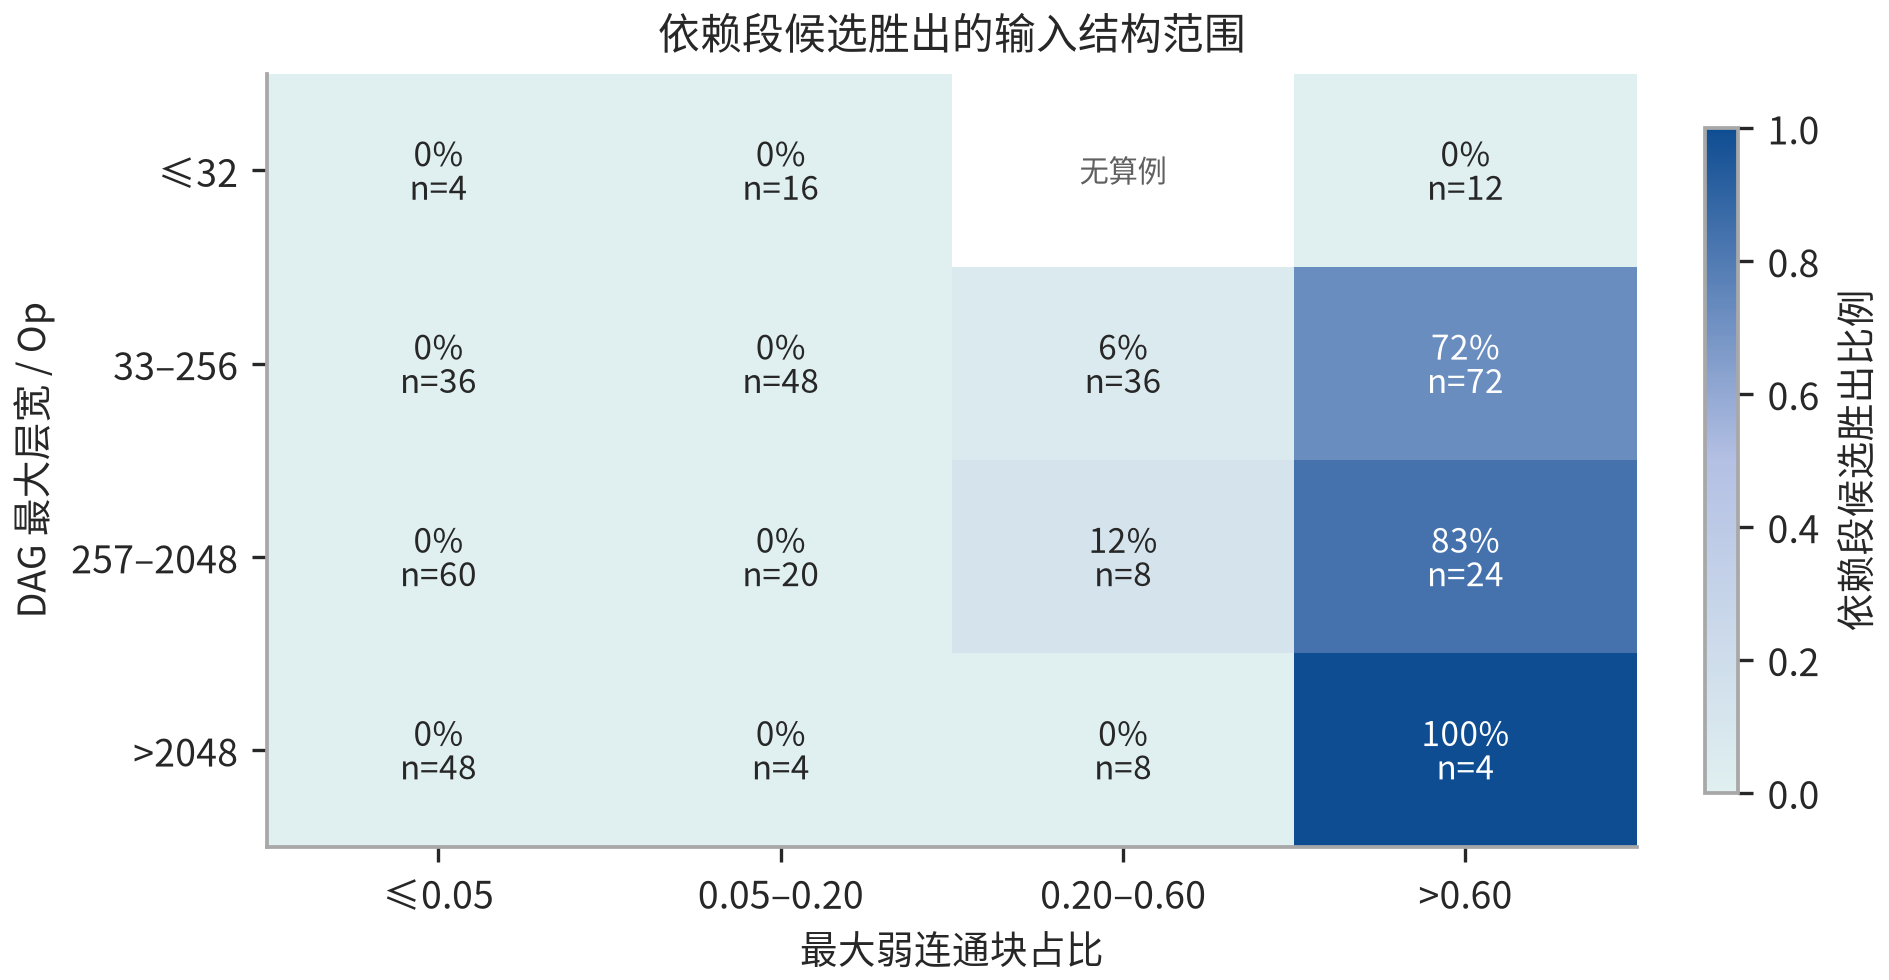 依赖段候选胜出的输入结构范围
DAG 最大层宽 / Op
≤32
0%
n=4
0%
n=16
无算例
0%
n=12
33–256
0%
n=36
0%
n=48
6%
n=36
72%
n=72
257–2048
0%
n=60
0%
n=20
12%
n=8
83%
n=24
>2048
0%
n=48
0%
n=4
0%
n=8
100%
n=4
≤0.05
0.05–0.20
0.20–0.60
>0.60
最大弱连通块占比
1.0
0.8
0.6
0.4
0.2
0.0
依赖段候选胜出比例